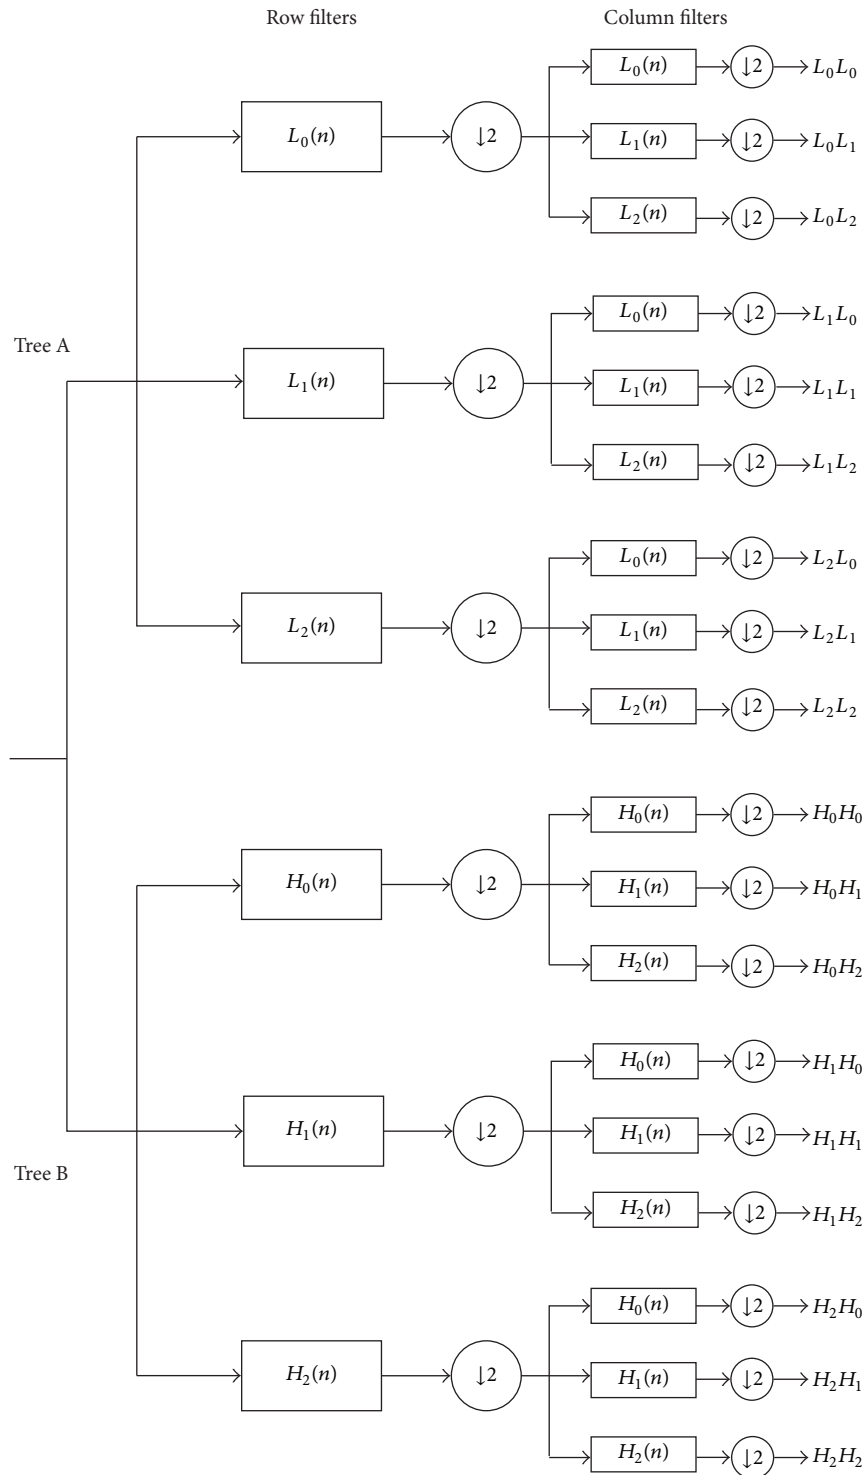 Row filters Column filters
L₀(n) ↓2 L₀L₀
L₀(n) ↓2 L₁(n) ↓2 L₀L₁
L₂(n) ↓2 L₀L₂
Tree A
L₀(n) ↓2 L₁L₀
L₁(n) ↓2 L₁(n) ↓2 L₁L₁
L₂(n) ↓2 L₁L₂
L₀(n) ↓2 L₂L₀
L₂(n) ↓2 L₁(n) ↓2 L₂L₁
L₂(n) ↓2 L₂L₂
H₀(n) ↓2 H₀H₀
H₀(n) ↓2 H₁(n) ↓2 H₀H₁
H₂(n) ↓2 H₀H₂
H₀(n) ↓2 H₁H₀
H₁(n) ↓2 H₁(n) ↓2 H₁H₁
Tree B
H₂(n) ↓2 H₁H₂
H₀(n) ↓2 H₂H₀
H₂(n) ↓2 H₁(n) ↓2 H₂H₁
H₂(n) ↓2 H₂H₂